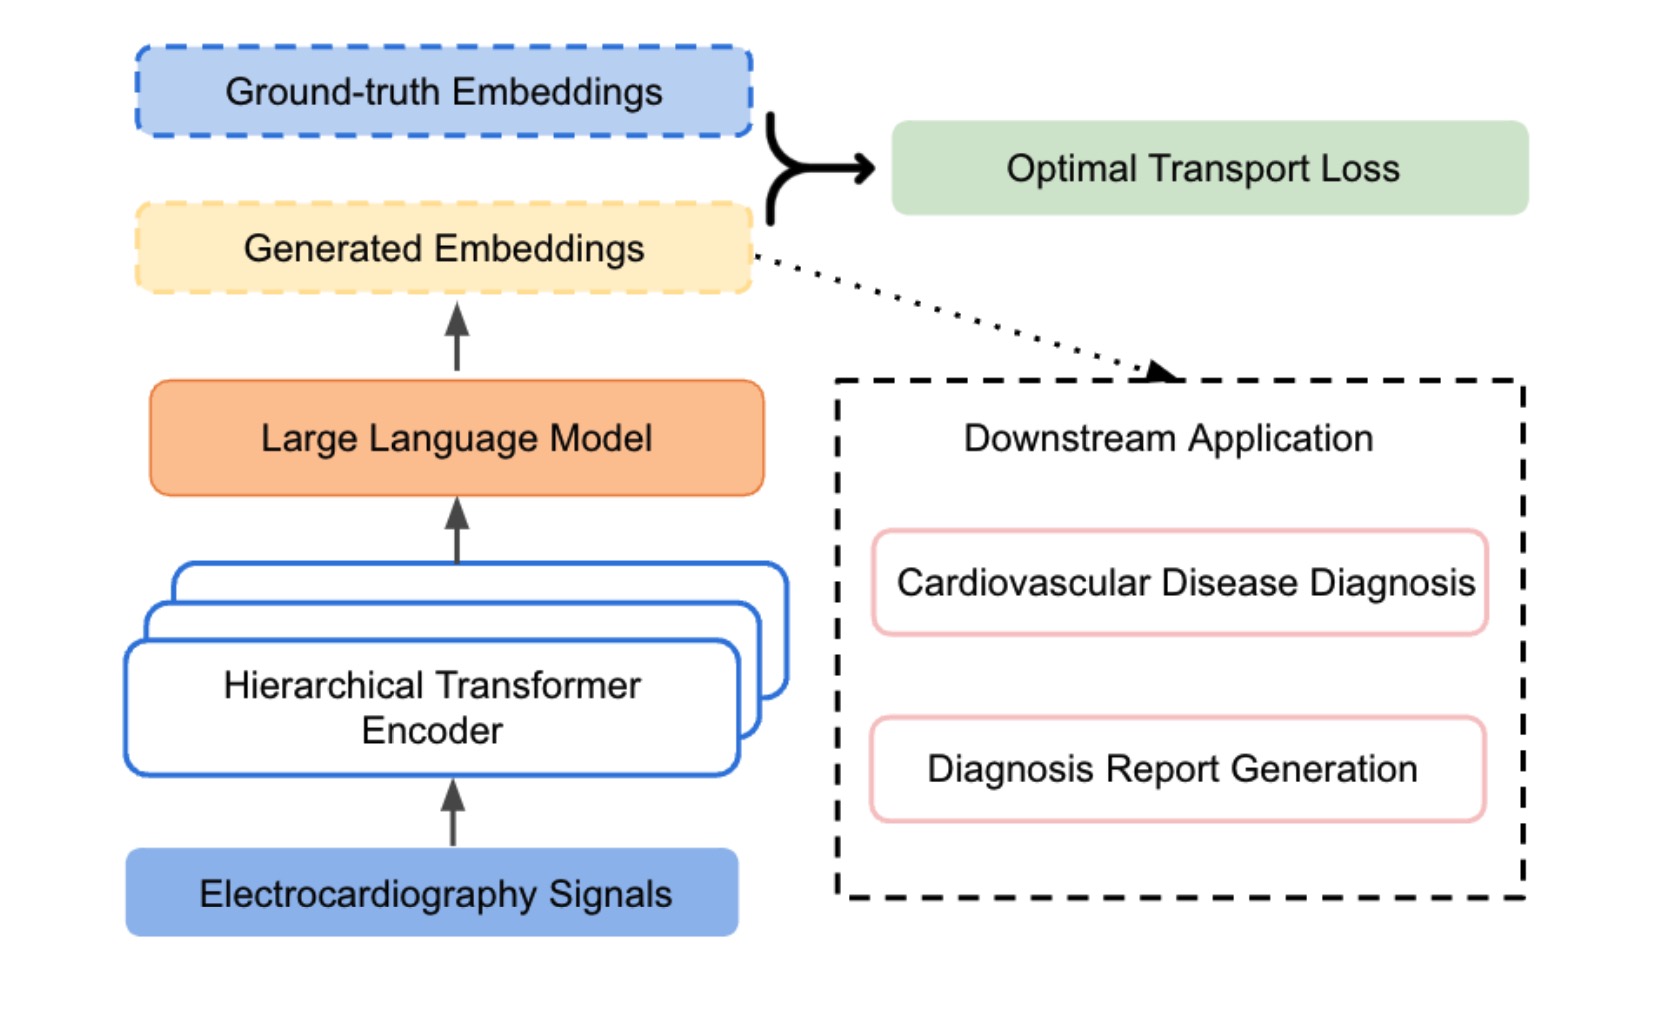 Ground-truth Embeddings
Optimal Transport Loss
Generated Embeddings
Large Language Model
Downstream Application
Cardiovascular Disease Diagnosis
Hierarchical Transformer
Encoder
Diagnosis Report Generation
Electrocardiography Signals